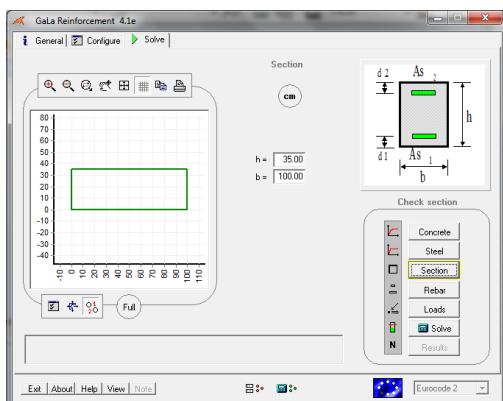 GaLa Reinforcement 4.1e
General Configure Solve
Section
cm
h = 35.00
b = 100.00
80
70
60
50
40
30
20
10
0
-10
-20
-30
-40
-10 0 10 20 30 40 50 60 70 80 90 100 110
Full
d 2 As 2
h
d1 As 1
b
Check section
Concrete
Steel
Section
Rebar
Loads
Solve
N Results
Exit About Help View Note
Eurocode 2